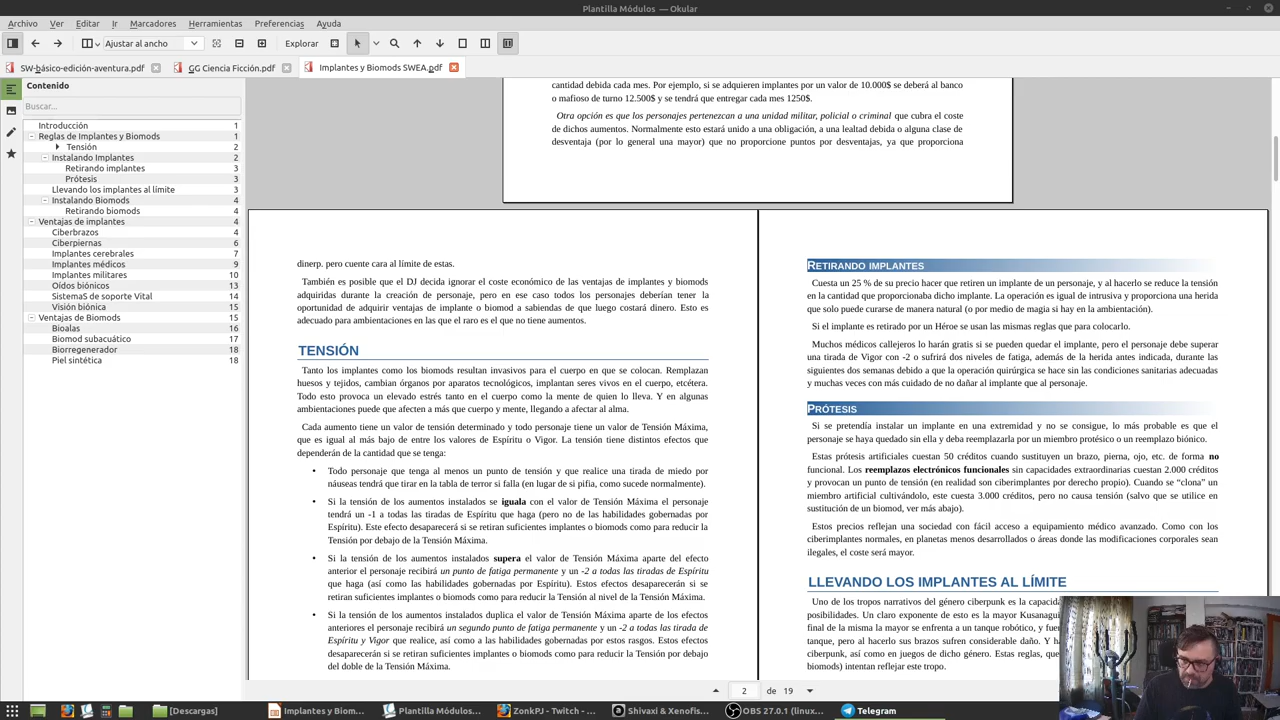 Plantilla Módulos — Okular
Archivo Ver Editar Ir Marcadores Herramientas Preferencias Ayuda
Ajustar al ancho Explorar
SW-básico-edición-aventura.pdf GG Ciencia Ficción.pdf Implantes y Biomods SWEA.pdf
Contenido
Buscar...
Introducción 1
Reglas de Implantes y Biomods 1
Tensión 2
Instalando Implantes 2
Retirando implantes 3
Prótesis 3
Llevando los implantes al límite 3
Instalando Biomods 4
Retirando biomods 4
Ventajas de implantes 4
Ciberbrazos 4
Ciberpiernas 6
Implantes cerebrales 7
Implantes médicos 9
Implantes militares 10
Oídos biónicos 13
SistemaS de soporte Vital 14
Visión biónica 15
Ventajas de Biomods 15
Bioalas 16
Biomod subacuático 17
Biorregenerador 18
Piel sintética 18
cantidad debida cada mes. Por ejemplo, si se adquieren implantes por un valor de 10.000$ se deberá al banco
o mafioso de turno 12.500$ y se tendrá que entregar cada mes 1250$.
Otra opción es que los personajes pertenezcan a una unidad militar, policial o criminal que cubra el coste
de dichos aumentos. Normalmente esto estará unido a una obligación, a una lealtad debida o alguna clase de
desventaja (por lo general una mayor) que no proporcione puntos por desventajas, ya que proporciona
dinerp. pero cuente cara al límite de estas.
También es posible que el DJ decida ignorar el coste económico de las ventajas de implantes y biomods
adquiridas durante la creación de personaje, pero en ese caso todos los personajes deberían tener la
oportunidad de adquirir ventajas de implante o biomod a sabiendas de que luego costará dinero. Esto es
adecuado para ambientaciones en las que el raro es el que no tiene aumentos.
TENSIÓN
Tanto los implantes como los biomods resultan invasivos para el cuerpo en que se colocan. Remplazan
huesos y tejidos, cambian órganos por aparatos tecnológicos, implantan seres vivos en el cuerpo, etcétera.
Todo esto provoca un elevado estrés tanto en el cuerpo como la mente de quien lo lleva. Y en algunas
ambientaciones puede que afecten a más que cuerpo y mente, llegando a afectar al alma.
Cada aumento tiene un valor de tensión determinado y todo personaje tiene un valor de Tensión Máxima,
que es igual al más bajo de entre los valores de Espíritu o Vigor. La tensión tiene distintos efectos que
dependerán de la cantidad que se tenga:
• Todo personaje que tenga al menos un punto de tensión y que realice una tirada de miedo por
náuseas tendrá que tirar en la tabla de terror si falla (en lugar de si pifia, como sucede normalmente).
• Si la tensión de los aumentos instalados se iguala con el valor de Tensión Máxima el personaje
tendrá un -1 a todas las tiradas de Espíritu que haga (pero no de las habilidades gobernadas por
Espíritu). Este efecto desaparecerá si se retiran suficientes implantes o biomods como para reducir la
Tensión por debajo de la Tensión Máxima.
• Si la tensión de los aumentos instalados supera el valor de Tensión Máxima aparte del efecto
anterior el personaje recibirá un punto de fatiga permanente y un -2 a todas las tiradas de Espíritu
que haga (así como las habilidades gobernadas por Espíritu). Estos efectos desaparecerán si se
retiran suficientes implantes o biomods como para reducir la Tensión al nivel de la Tensión Máxima.
• Si la tensión de los aumentos instalados duplica el valor de Tensión Máxima aparte de los efectos
anteriores el personaje recibirá un segundo punto de fatiga permanente y un -2 a todas las tiradas de
Espíritu y Vigor que realice, así como a las habilidades gobernadas por estos rasgos. Estos efectos
desaparecerán si se retiran suficientes implantes o biomods como para reducir la Tensión por debajo
del doble de la Tensión Máxima.
RETIRANDO IMPLANTES
Cuesta un 25 % de su precio hacer que retiren un implante de un personaje, y al hacerlo se reduce la tensión
en la cantidad que proporcionaba dicho implante. La operación es igual de intrusiva y proporciona una herida
que solo puede curarse de manera natural (o por medio de magia si hay en la ambientación).
Si el implante es retirado por un Héroe se usan las mismas reglas que para colocarlo.
Muchos médicos callejeros lo harán gratis si se pueden quedar el implante, pero el personaje debe superar
una tirada de Vigor con -2 o sufrirá dos niveles de fatiga, además de la herida antes indicada, durante las
siguientes dos semanas debido a que la operación quirúrgica se hace sin las condiciones sanitarias adecuadas
y muchas veces con más cuidado de no dañar al implante que al personaje.
PRÓTESIS
Si se pretendía instalar un implante en una extremidad y no se consigue, lo más probable es que el
personaje se haya quedado sin ella y deba reemplazarla por un miembro protésico o un reemplazo biónico.
Estas prótesis artificiales cuestan 50 créditos cuando sustituyen un brazo, pierna, ojo, etc. de forma no
funcional. Los reemplazos electrónicos funcionales sin capacidades extraordinarias cuestan 2.000 créditos
y provocan un punto de tensión (en realidad son ciberimplantes por derecho propio). Cuando se “clona” un
miembro artificial cultivándolo, este cuesta 3.000 créditos, pero no causa tensión (salvo que se utilice en
sustitución de un biomod, ver más abajo).
Estos precios reflejan una sociedad con fácil acceso a equipamiento médico avanzado. Como con los
ciberimplantes normales, en planetas menos desarrollados o áreas donde las modificaciones corporales sean
ilegales, el coste será mayor.
LLEVANDO LOS IMPLANTES AL LÍMITE
Uno de los tropos narrativos del género ciberpunk es la capacida
posibilidades. Un claro exponente de esto es la mayor Kusanagi
final de la misma la mayor se enfrenta a un tanque robótico, y fue
tanque, pero al hacerlo sus brazos sufren considerable daño. Y ha
ciberpunk, así como en juegos de dicho género. Estas reglas, que
biomods) intentan reflejar este tropo.
2 de 19
[Descargas] Implantes y Biom... Plantilla Módulos... ZonkPJ - Twitch - ... Shivaxi & Xenofis... OBS 27.0.1 (linux... Telegram